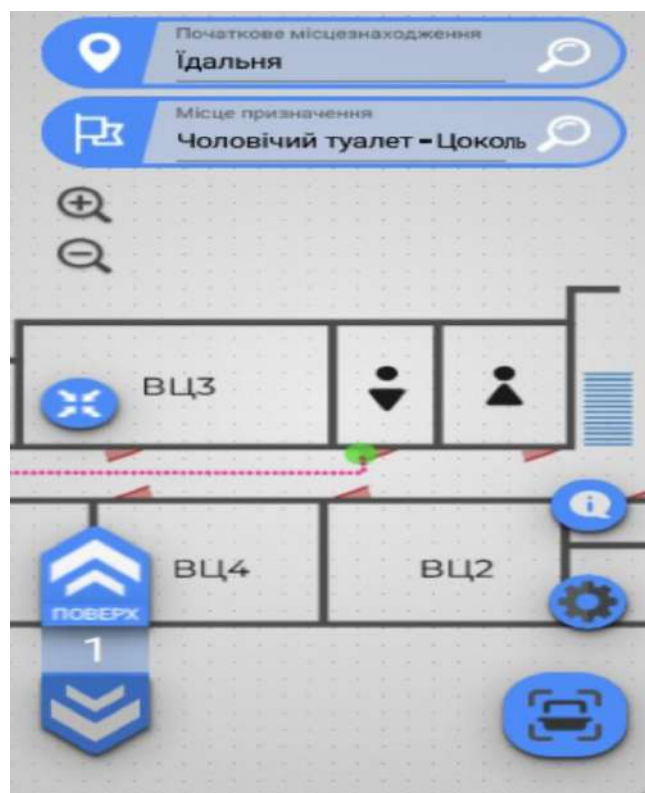 Початкове місцезнаходження
Їдальня
Місце призначення
Чоловічий туалет - Цоколь
ВЦ3
ВЦ4
ВЦ2
ПОВЕРХ
1